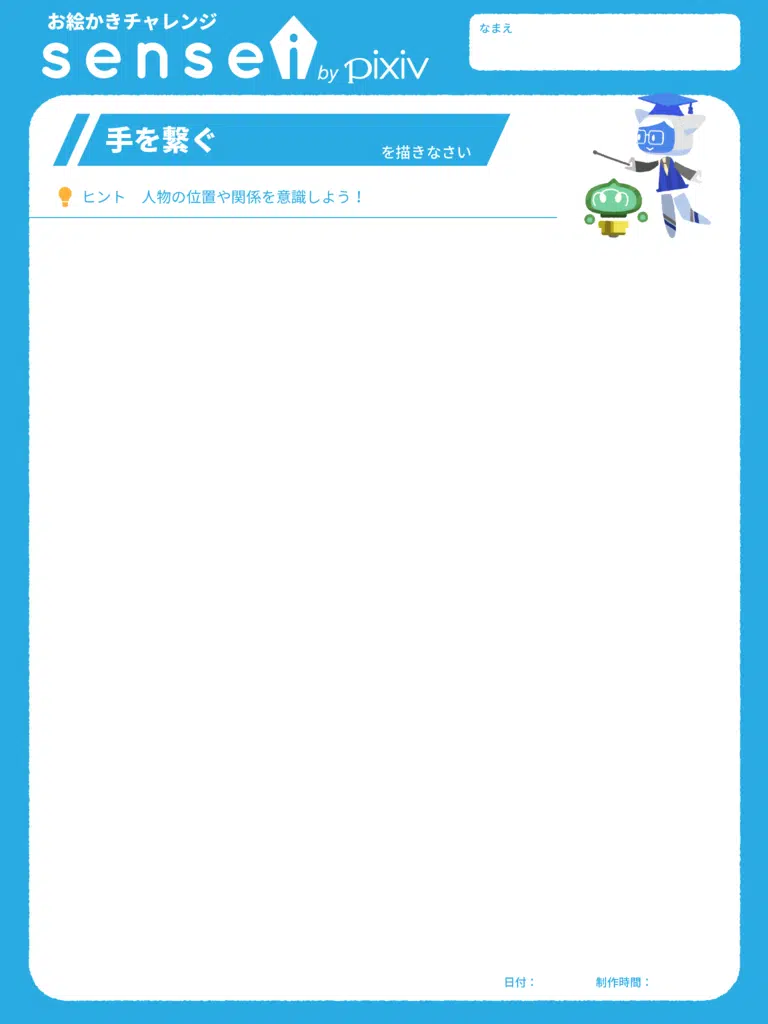 お絵かきチャレンジ
sensei by pixiv
なまえ
手を繋ぐ
を描きなさい
ヒント 人物の位置や関係を意識しよう！
日付： 制作時間：